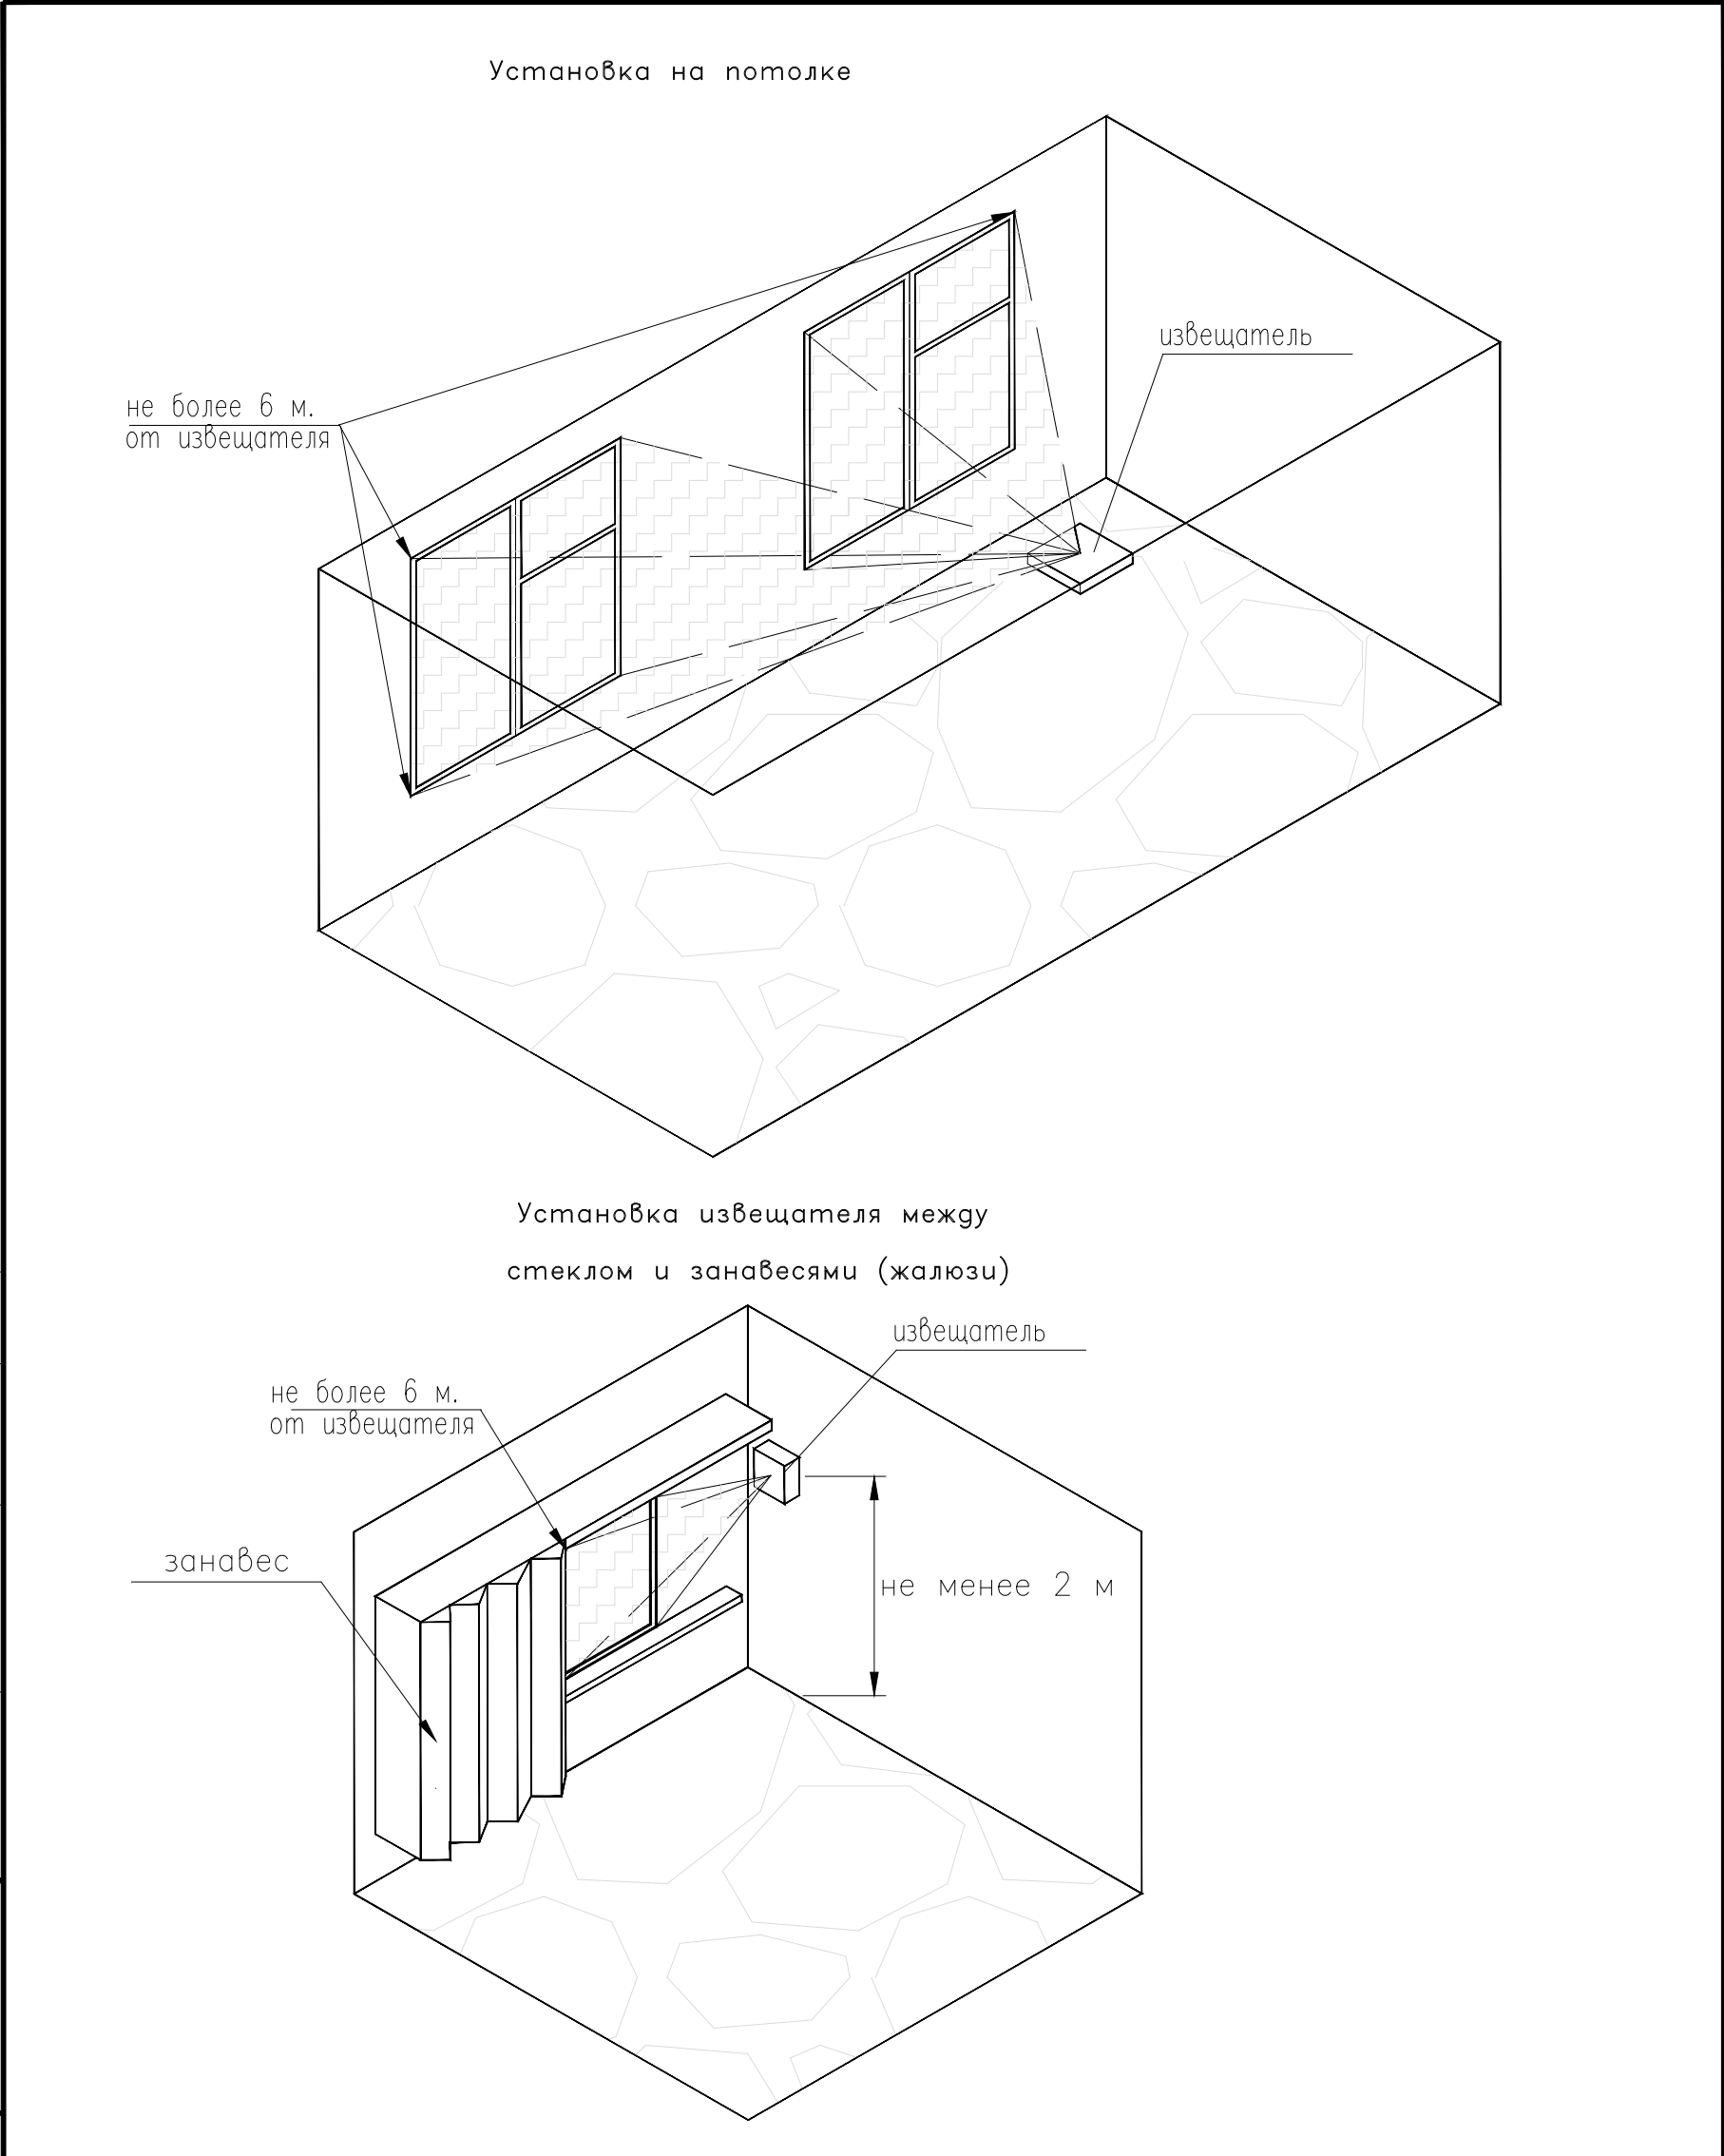 Установка на потолке
извещатель
не более 6 м.
от извещателя
Установка извещателя между
стеклом и занавесями (жалюзи)
извещатель
не более 6 м.
от извещателя
занавес
не менее 2 м